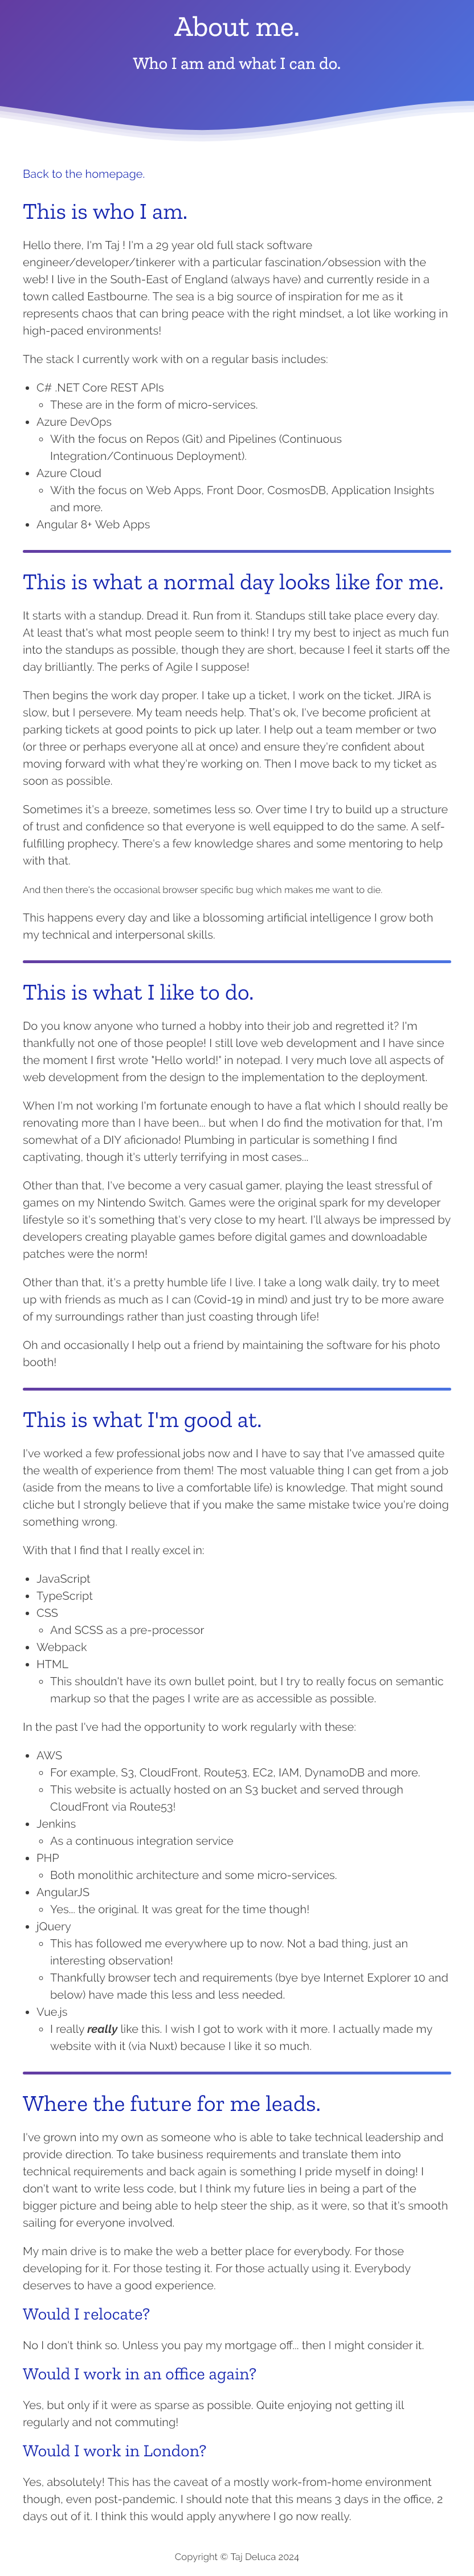 About me.
Who I am and what I can do.
Back to the homepage.
This is who I am.
Hello there, I'm Taj ! I'm a 29 year old full stack software
engineer/developer/tinkerer with a particular fascination/obsession with the
web! I live in the South-East of England (always have) and currently reside in a
town called Eastbourne. The sea is a big source of inspiration for me as it
represents chaos that can bring peace with the right mindset, a lot like working in
high-paced environments!
The stack I currently work with on a regular basis includes:
• C# .NET Core REST APIs
◦ These are in the form of micro-services.
• Azure DevOps
◦ With the focus on Repos (Git) and Pipelines (Continuous
Integration/Continuous Deployment).
• Azure Cloud
◦ With the focus on Web Apps, Front Door, CosmosDB, Application Insights
and more.
• Angular 8+ Web Apps
This is what a normal day looks like for me.
It starts with a standup. Dread it. Run from it. Standups still take place every day.
At least that's what most people seem to think! I try my best to inject as much fun
into the standups as possible, though they are short, because I feel it starts off the
day brilliantly. The perks of Agile I suppose!
Then begins the work day proper. I take up a ticket, I work on the ticket. JIRA is
slow, but I persevere. My team needs help. That's ok, I've become proficient at
parking tickets at good points to pick up later. I help out a team member or two
(or three or perhaps everyone all at once) and ensure they're confident about
moving forward with what they're working on. Then I move back to my ticket as
soon as possible.
Sometimes it's a breeze, sometimes less so. Over time I try to build up a structure
of trust and confidence so that everyone is well equipped to do the same. A self-
fulfilling prophecy. There's a few knowledge shares and some mentoring to help
with that.
And then there's the occasional browser specific bug which makes me want to die.
This happens every day and like a blossoming artificial intelligence I grow both
my technical and interpersonal skills.
This is what I like to do.
Do you know anyone who turned a hobby into their job and regretted it? I'm
thankfully not one of those people! I still love web development and I have since
the moment I first wrote "Hello world!" in notepad. I very much love all aspects of
web development from the design to the implementation to the deployment.
When I'm not working I'm fortunate enough to have a flat which I should really be
renovating more than I have been... but when I do find the motivation for that, I'm
somewhat of a DIY aficionado! Plumbing in particular is something I find
captivating, though it's utterly terrifying in most cases...
Other than that, I've become a very casual gamer, playing the least stressful of
games on my Nintendo Switch. Games were the original spark for my developer
lifestyle so it's something that's very close to my heart. I'll always be impressed by
developers creating playable games before digital games and downloadable
patches were the norm!
Other than that, it's a pretty humble life I live. I take a long walk daily, try to meet
up with friends as much as I can (Covid-19 in mind) and just try to be more aware
of my surroundings rather than just coasting through life!
Oh and occasionally I help out a friend by maintaining the software for his photo
booth!
This is what I'm good at.
I've worked a few professional jobs now and I have to say that I've amassed quite
the wealth of experience from them! The most valuable thing I can get from a job
(aside from the means to live a comfortable life) is knowledge. That might sound
cliche but I strongly believe that if you make the same mistake twice you're doing
something wrong.
With that I find that I really excel in:
• JavaScript
• TypeScript
• CSS
◦ And SCSS as a pre-processor
• Webpack
• HTML
◦ This shouldn't have its own bullet point, but I try to really focus on semantic
markup so that the pages I write are as accessible as possible.
In the past I've had the opportunity to work regularly with these:
• AWS
◦ For example, S3, CloudFront, Route53, EC2, IAM, DynamoDB and more.
◦ This website is actually hosted on an S3 bucket and served through
CloudFront via Route53!
• Jenkins
◦ As a continuous integration service
• PHP
◦ Both monolithic architecture and some micro-services.
• AngularJS
◦ Yes... the original. It was great for the time though!
• jQuery
◦ This has followed me everywhere up to now. Not a bad thing, just an
interesting observation!
◦ Thankfully browser tech and requirements (bye bye Internet Explorer 10 and
below) have made this less and less needed.
• Vue.js
◦ I really really like this. I wish I got to work with it more. I actually made my
website with it (via Nuxt) because I like it so much.
Where the future for me leads.
I've grown into my own as someone who is able to take technical leadership and
provide direction. To take business requirements and translate them into
technical requirements and back again is something I pride myself in doing! I
don't want to write less code, but I think my future lies in being a part of the
bigger picture and being able to help steer the ship, as it were, so that it's smooth
sailing for everyone involved.
My main drive is to make the web a better place for everybody. For those
developing for it. For those testing it. For those actually using it. Everybody
deserves to have a good experience.
Would I relocate?
No I don't think so. Unless you pay my mortgage off... then I might consider it.
Would I work in an office again?
Yes, but only if it were as sparse as possible. Quite enjoying not getting ill
regularly and not commuting!
Would I work in London?
Yes, absolutely! This has the caveat of a mostly work-from-home environment
though, even post-pandemic. I should note that this means 3 days in the office, 2
days out of it. I think this would apply anywhere I go now really.
Copyright © Taj Deluca 2024